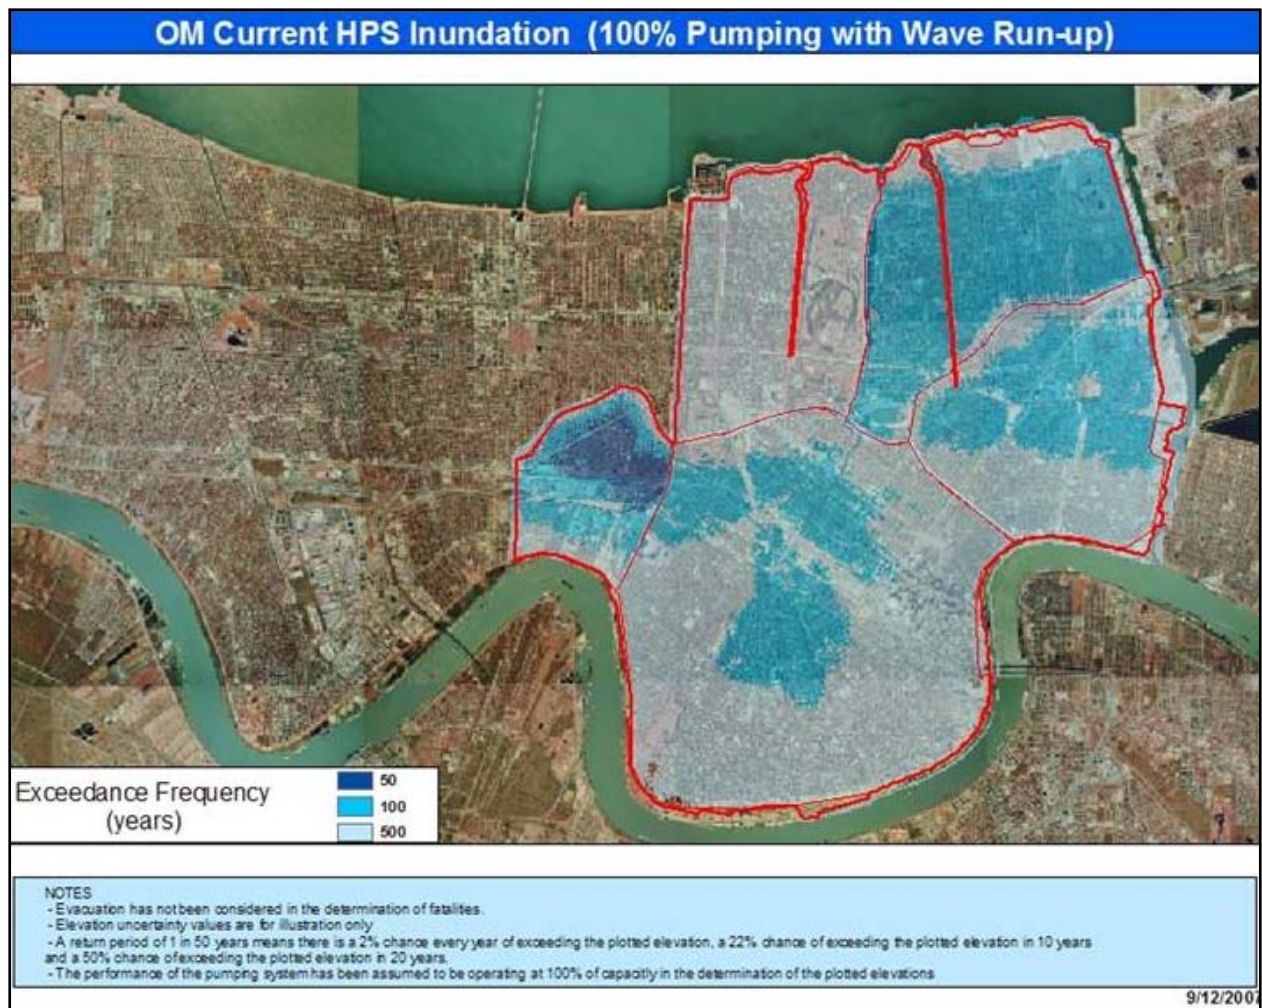 OM Current HPS Inundation (100% Pumping with Wave Run-up)
Exceedance Frequency
(years)
50
100
500
NOTES
- Evacuation has not been considered in the determination of fatalities.
- Elevation uncertainty values are for illustration only
- A return period of 1 in 50 years means there is a 2% chance every year of exceeding the plotted elevation, a 22% chance of exceeding the plotted elevation in 10 years
and a 50% chance of exceeding the plotted elevation in 20 years.
- The performance of the pumping system has been assumed to be operating at 100% of capacitly in the determination of the plotted elevations
9/12/2007